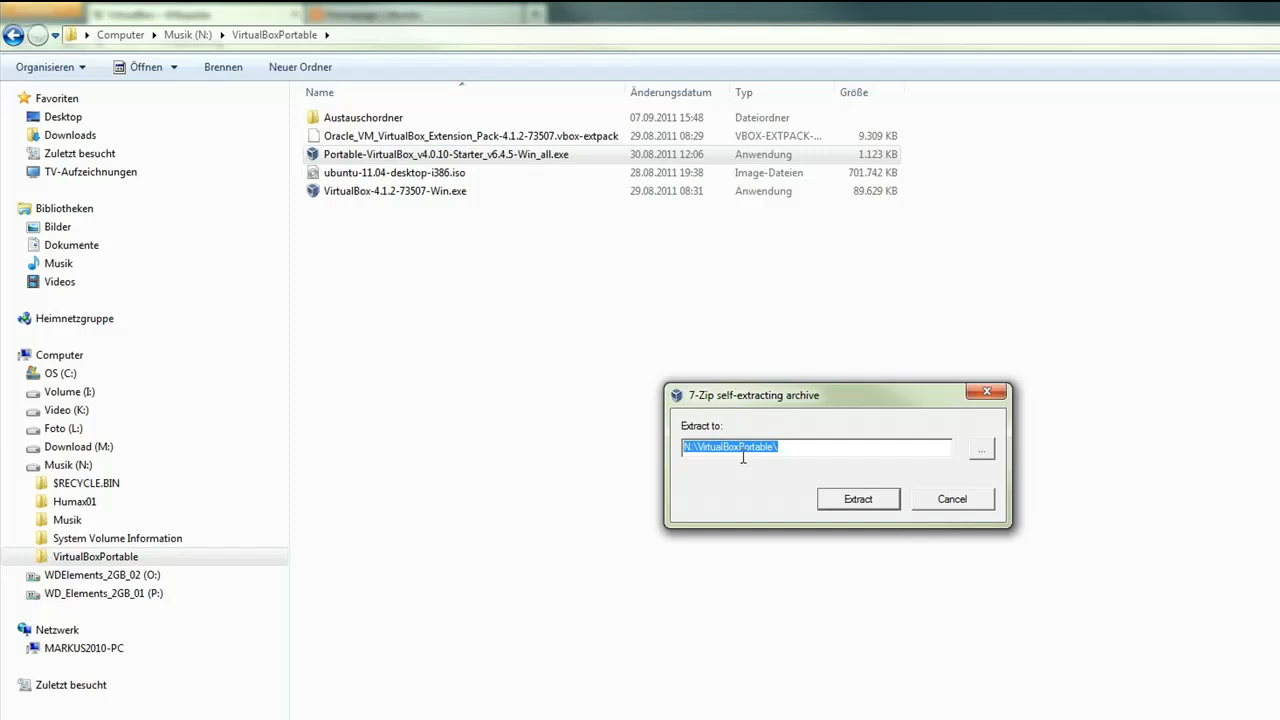 Computer Musik (N:) VirtualBoxPortable
Organisieren Öffnen Brennen Neuer Ordner
Favoriten
Desktop
Downloads
Zuletzt besucht
TV-Aufzeichnungen
Bibliotheken
Bilder
Dokumente
Musik
Videos
Heimnetzgruppe
Computer
OS (C:)
Volume (I:)
Video (K:)
Foto (L:)
Download (M:)
Musik (N:)
$RECYCLE.BIN
Humax01
Musik
System Volume Information
VirtualBoxPortable
WDElements_2GB_02 (O:)
WD_Elements_2GB_01 (P:)
Netzwerk
MARKUS2010-PC
Zuletzt besucht
Name Änderungsdatum Typ Größe
Austauschordner 07.09.2011 15:48 Dateiordner
Oracle_VM_VirtualBox_Extension_Pack-4.1.2-73507.vbox-extpack 29.08.2011 08:29 VBOX-EXTPACK-... 9.309 KB
Portable-VirtualBox_v4.0.10-Starter_v6.4.5-Win_all.exe 30.08.2011 12:06 Anwendung 1.123 KB
ubuntu-11.04-desktop-i386.iso 28.08.2011 19:38 Image-Dateien 701.742 KB
VirtualBox-4.1.2-73507-Win.exe 29.08.2011 08:31 Anwendung 89.629 KB
7-Zip self-extracting archive
Extract to:
N:\VirtualBoxPortable\
...
Extract Cancel